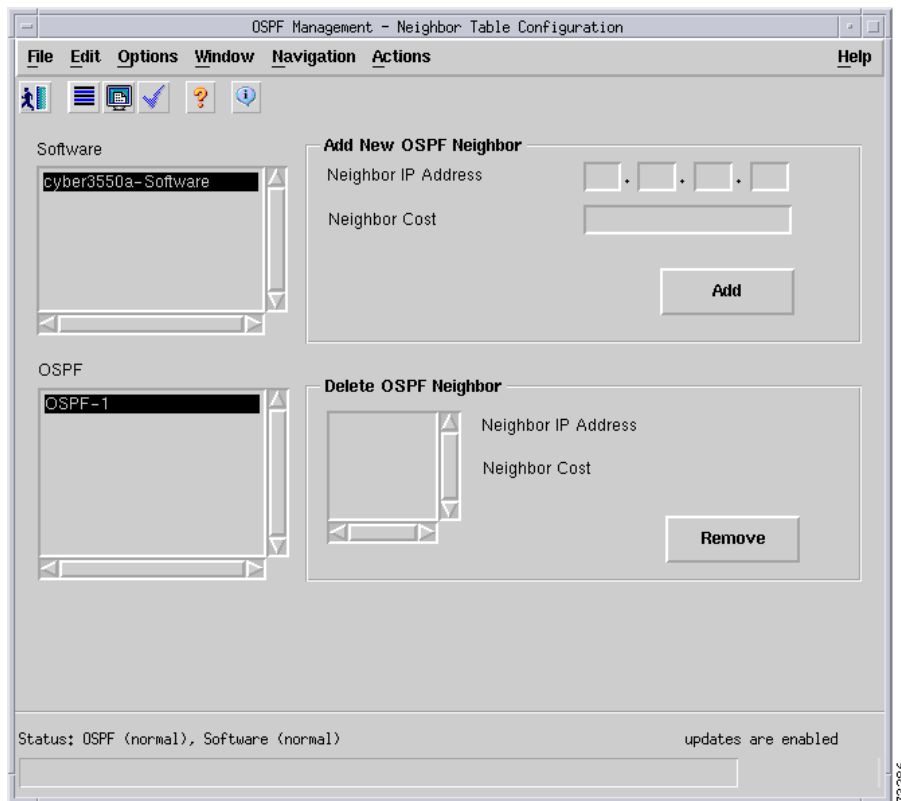 OSPF Management - Neighbor Table Configuration
File Edit Options Window Navigation Actions Help
Software
cyber3550a-Software
Add New OSPF Neighbor
Neighbor IP Address . . .
Neighbor Cost
Add
OSPF
OSPF-1
Delete OSPF Neighbor
Neighbor IP Address
Neighbor Cost
Remove
Status: OSPF (normal), Software (normal) updates are enabled